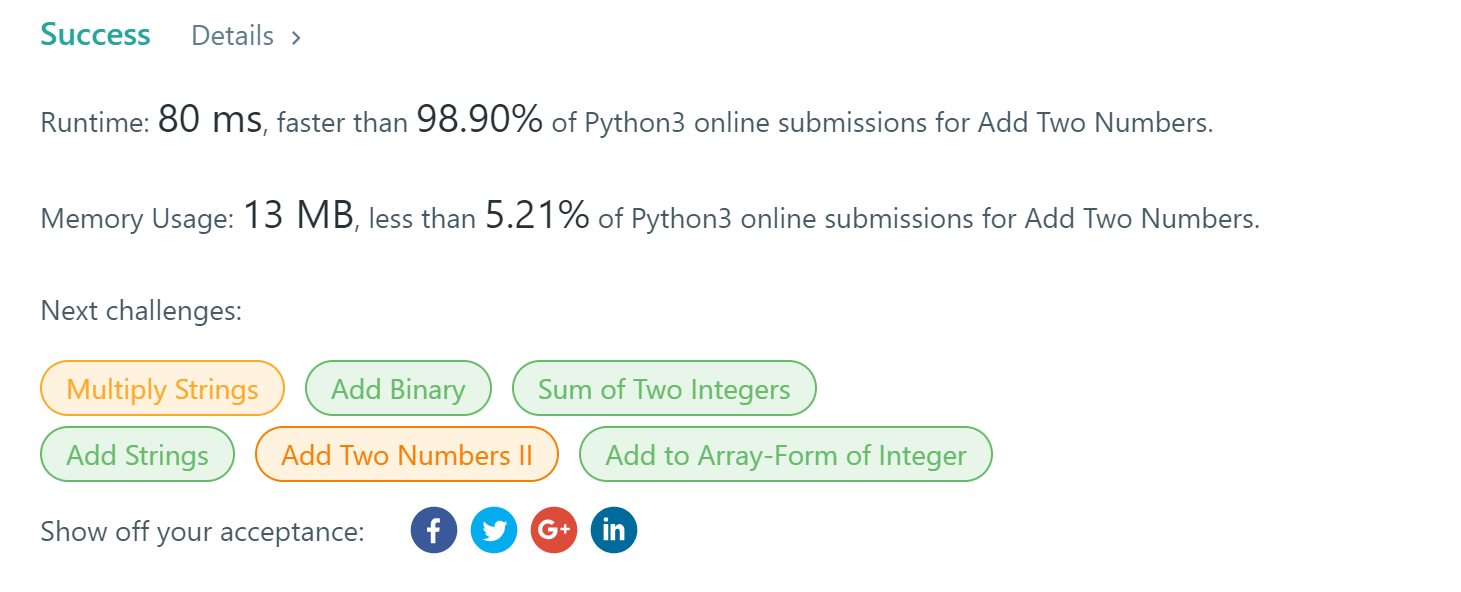 Success Details >
Runtime: 80 ms, faster than 98.90% of Python3 online submissions for Add Two Numbers.
Memory Usage: 13 MB, less than 5.21% of Python3 online submissions for Add Two Numbers.
Next challenges:
Multiply Strings Add Binary Sum of Two Integers
Add Strings Add Two Numbers II Add to Array-Form of Integer
Show off your acceptance: f G+ in